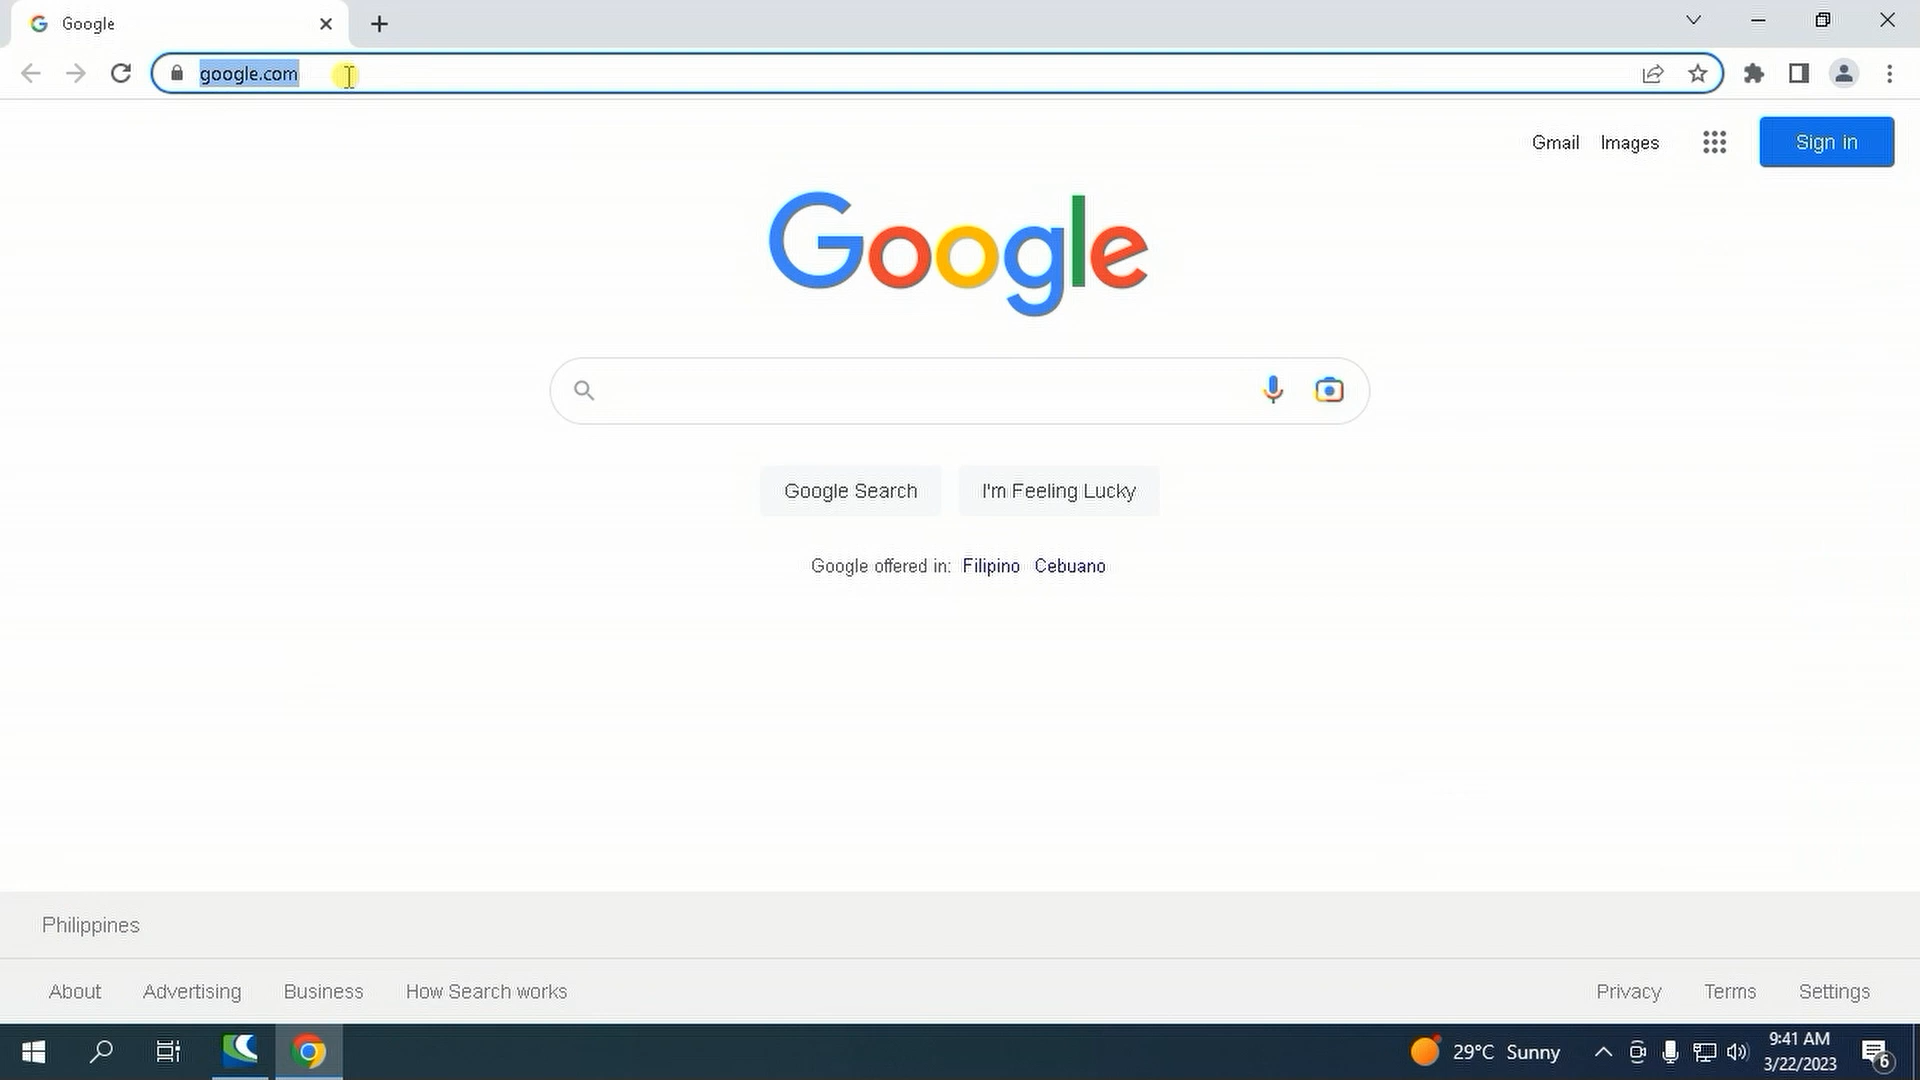 Google
google.com
Gmail Images Sign in
Google
Google Search I'm Feeling Lucky
Google offered in: Filipino Cebuano
Philippines
About Advertising Business How Search works Privacy Terms Settings
29°C Sunny 9:41 AM
3/22/2023 6